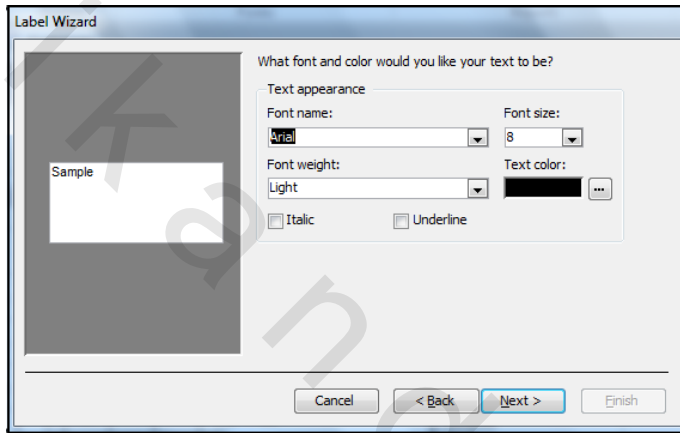 Label Wizard
What font and color would you like your text to be?
Text appearance
Font name:
Font size:
Arial
8
Sample
Font weight:
Text color:
Light
...
Italic
Underline
Cancel
< Back
Next >
Finish
i k a n